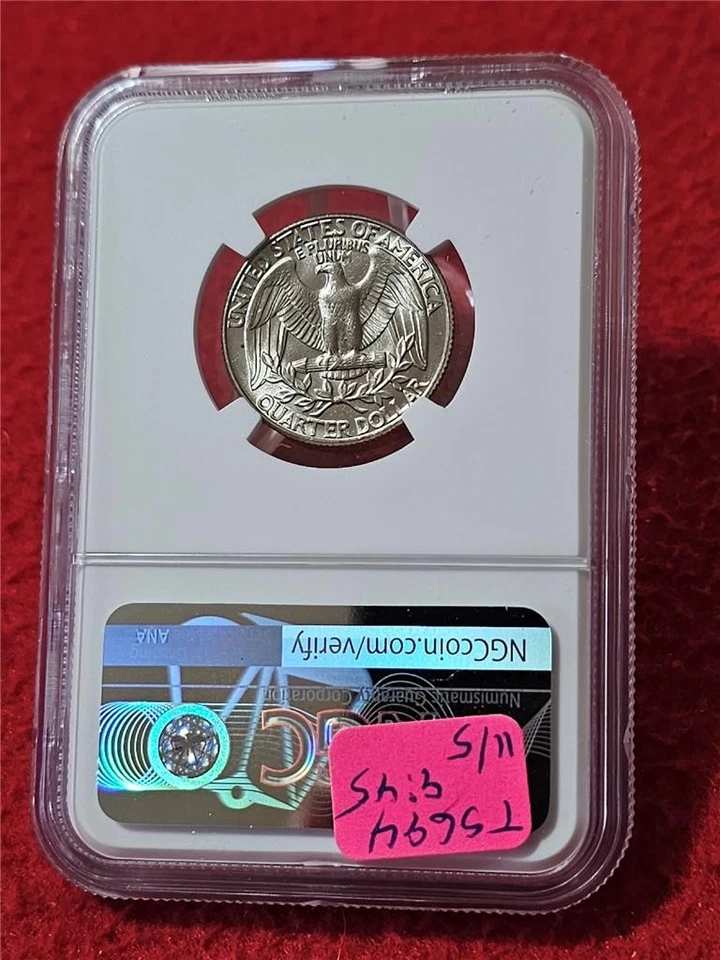 UNITED STATES OF AMERICA
E PLURIBUS
UNUM
QUARTER DOLLAR
T5694
9:45
11/5
Numismatic Guaranty Corporation
NGCcoin.com/verify
ANA